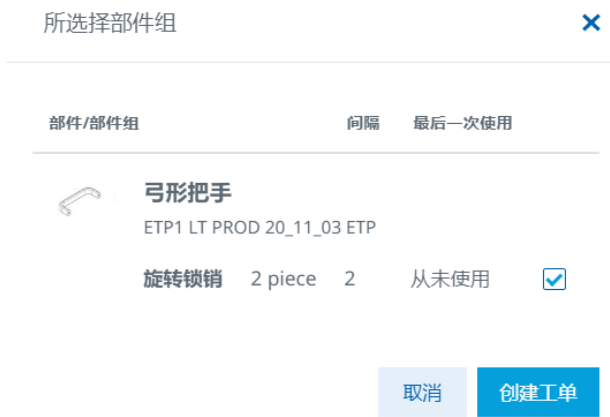 所选择部件组
部件/部件组 间隔 最后一次使用
弓形把手
ETP1 LT PROD 20_11_03 ETP
旋转锁销 2 piece 2 从未使用
取消 创建工单